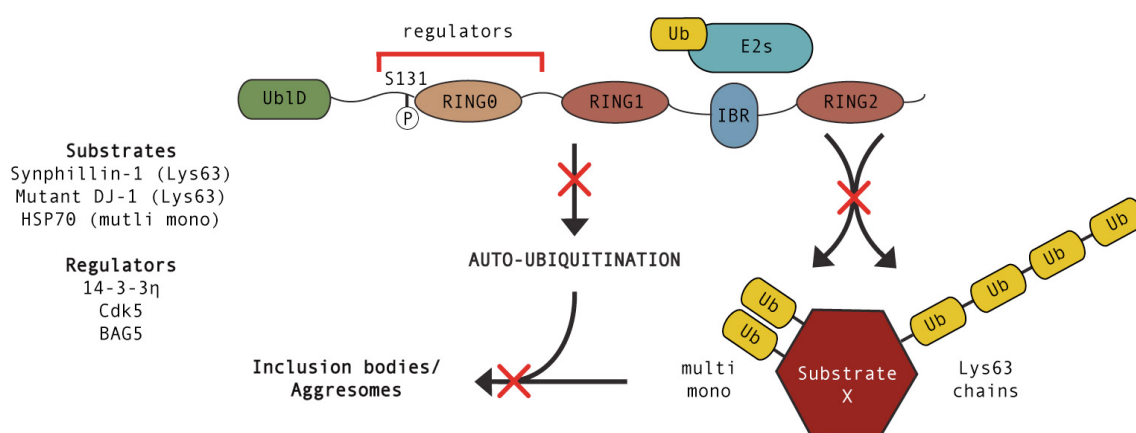 regulators
Ub
E2s
S131
UblD
RING0
RING1
IBR
RING2
P
Substrates
Synphillin-1 (Lys63)
Mutant DJ-1 (Lys63)
HSP70 (mutli mono)
Regulators
14-3-3η
Cdk5
BAG5
AUTO-UBIQUITINATION
Inclusion bodies/
Aggresomes
Ub
Ub
Ub
Ub
Ub
Ub
multi
mono
Substrate
X
Lys63
chains